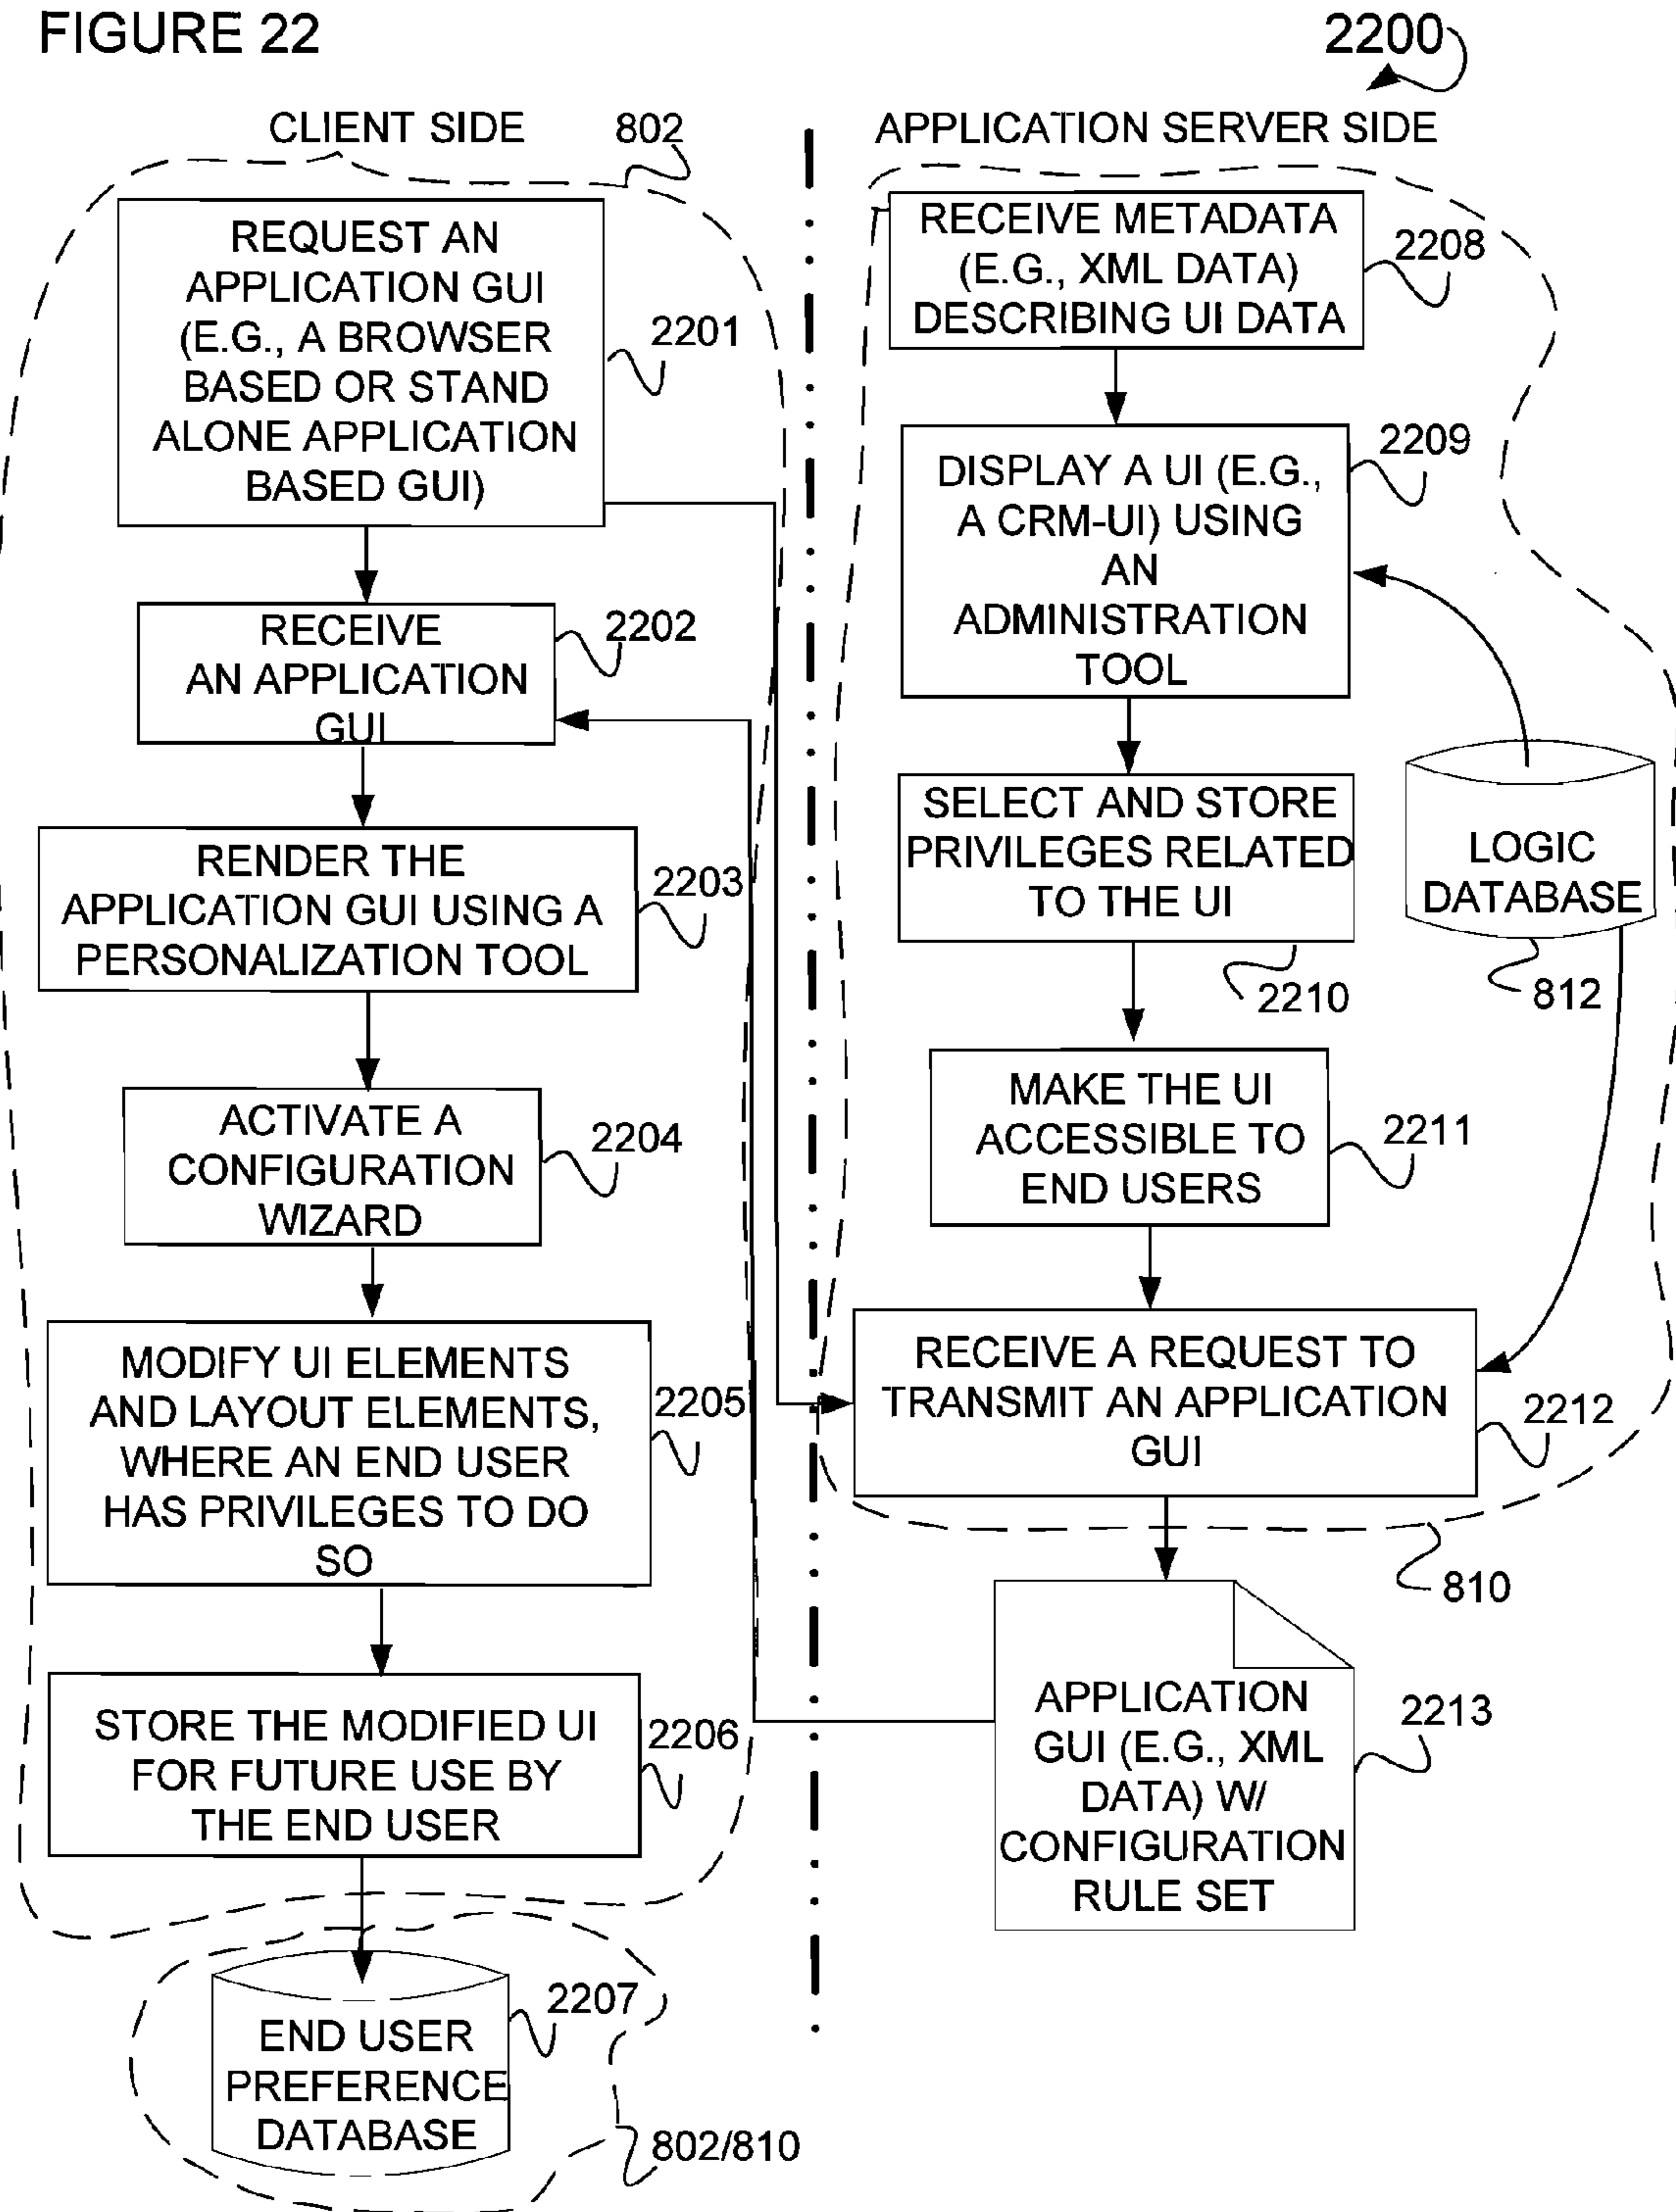 FIGURE 22
2200
CLIENT SIDE
802
APPLICATION SERVER SIDE
REQUEST AN
APPLICATION GUI
(E.G., A BROWSER
BASED OR STAND
ALONE APPLICATION
BASED GUI)
2201
RECEIVE
AN APPLICATION
GUI
2202
RENDER THE
APPLICATION GUI USING A
PERSONALIZATION TOOL
2203
ACTIVATE A
CONFIGURATION
WIZARD
2204
MODIFY UI ELEMENTS
AND LAYOUT ELEMENTS,
WHERE AN END USER
HAS PRIVILEGES TO DO
SO
2205
STORE THE MODIFIED UI
FOR FUTURE USE BY
THE END USER
2206
END USER
PREFERENCE
DATABASE
2207
802/810
RECEIVE METADATA
(E.G., XML DATA)
DESCRIBING UI DATA
2208
DISPLAY A UI (E.G.,
A CRM-UI) USING
AN
ADMINISTRATION
TOOL
2209
SELECT AND STORE
PRIVILEGES RELATED
TO THE UI
2210
LOGIC
DATABASE
812
MAKE THE UI
ACCESSIBLE TO
END USERS
2211
RECEIVE A REQUEST TO
TRANSMIT AN APPLICATION
GUI
2212
810
APPLICATION
GUI (E.G., XML
DATA) W/
CONFIGURATION
RULE SET
2213